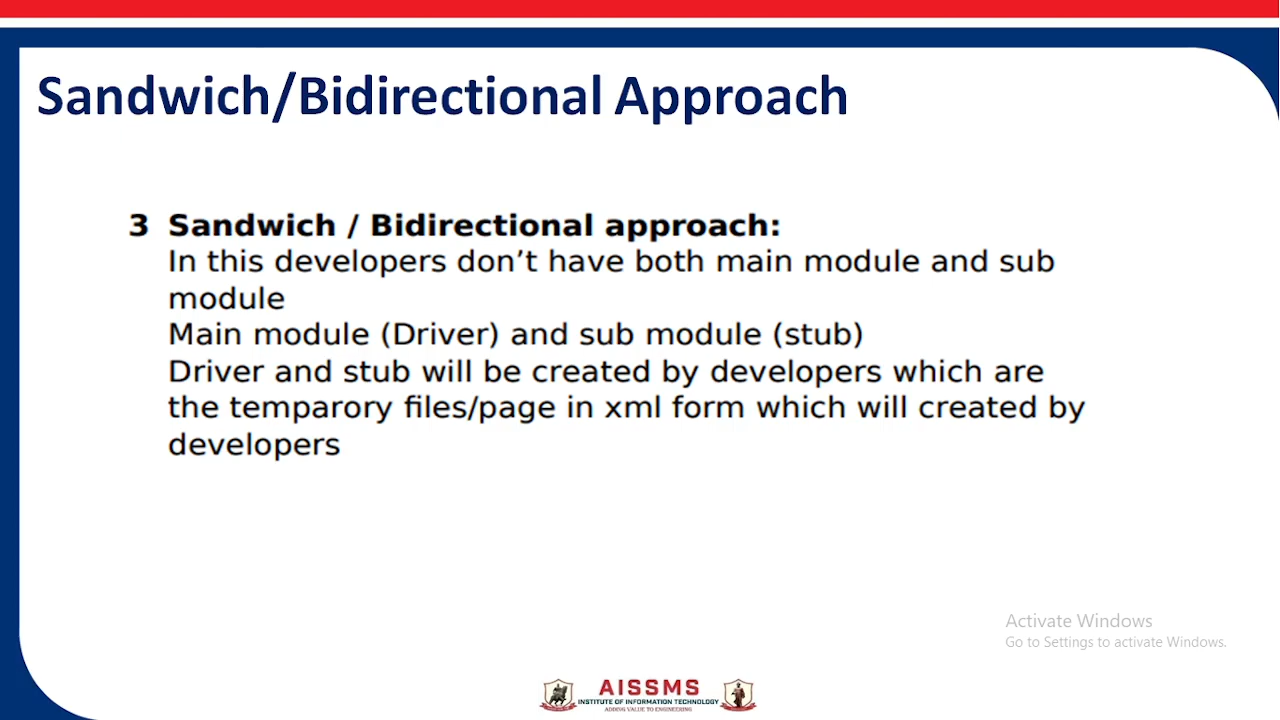 Sandwich/Bidirectional Approach
3 Sandwich / Bidirectional approach:
In this developers don’t have both main module and sub
module
Main module (Driver) and sub module (stub)
Driver and stub will be created by developers which are
the temparory files/page in xml form which will created by
developers
Activate Windows
Go to Settings to activate Windows.
AISSMS
INSTITUTE OF INFORMATION TECHNOLOGY
ADDING VALUE TO ENGINEERING